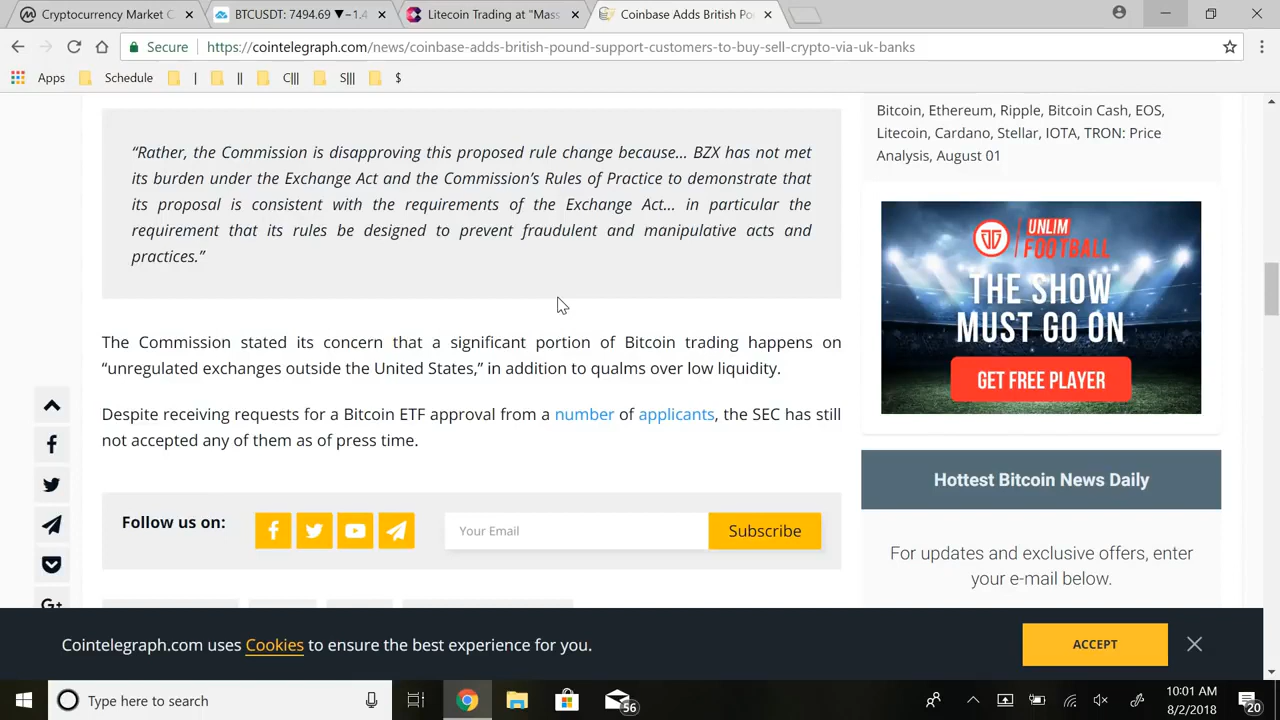 Cryptocurrency Market C
BTCUSDT: 7494.69 ▼−1.4
Litecoin Trading at "Mass
Coinbase Adds British Po
Secure
https://cointelegraph.com/news/coinbase-adds-british-pound-support-customers-to-buy-sell-crypto-via-uk-banks
Apps
Schedule
|
||
C|||
S|||
$
“Rather, the Commission is disapproving this proposed rule change because… BZX has not met
its burden under the Exchange Act and the Commission’s Rules of Practice to demonstrate that
its proposal is consistent with the requirements of the Exchange Act… in particular the
requirement that its rules be designed to prevent fraudulent and manipulative acts and
practices.”
The Commission stated its concern that a significant portion of Bitcoin trading happens on
“unregulated exchanges outside the United States,” in addition to qualms over low liquidity.
Despite receiving requests for a Bitcoin ETF approval from a number of applicants, the SEC has still
not accepted any of them as of press time.
Follow us on:
Your Email
Subscribe
Bitcoin, Ethereum, Ripple, Bitcoin Cash, EOS,
Litecoin, Cardano, Stellar, IOTA, TRON: Price
Analysis, August 01
UNLIM
FOOTBALL
THE SHOW
MUST GO ON
GET FREE PLAYER
Hottest Bitcoin News Daily
For updates and exclusive offers, enter
your e-mail below.
G+
Cointelegraph.com uses Cookies to ensure the best experience for you.
ACCEPT
Type here to search
56
10:01 AM
8/2/2018
20